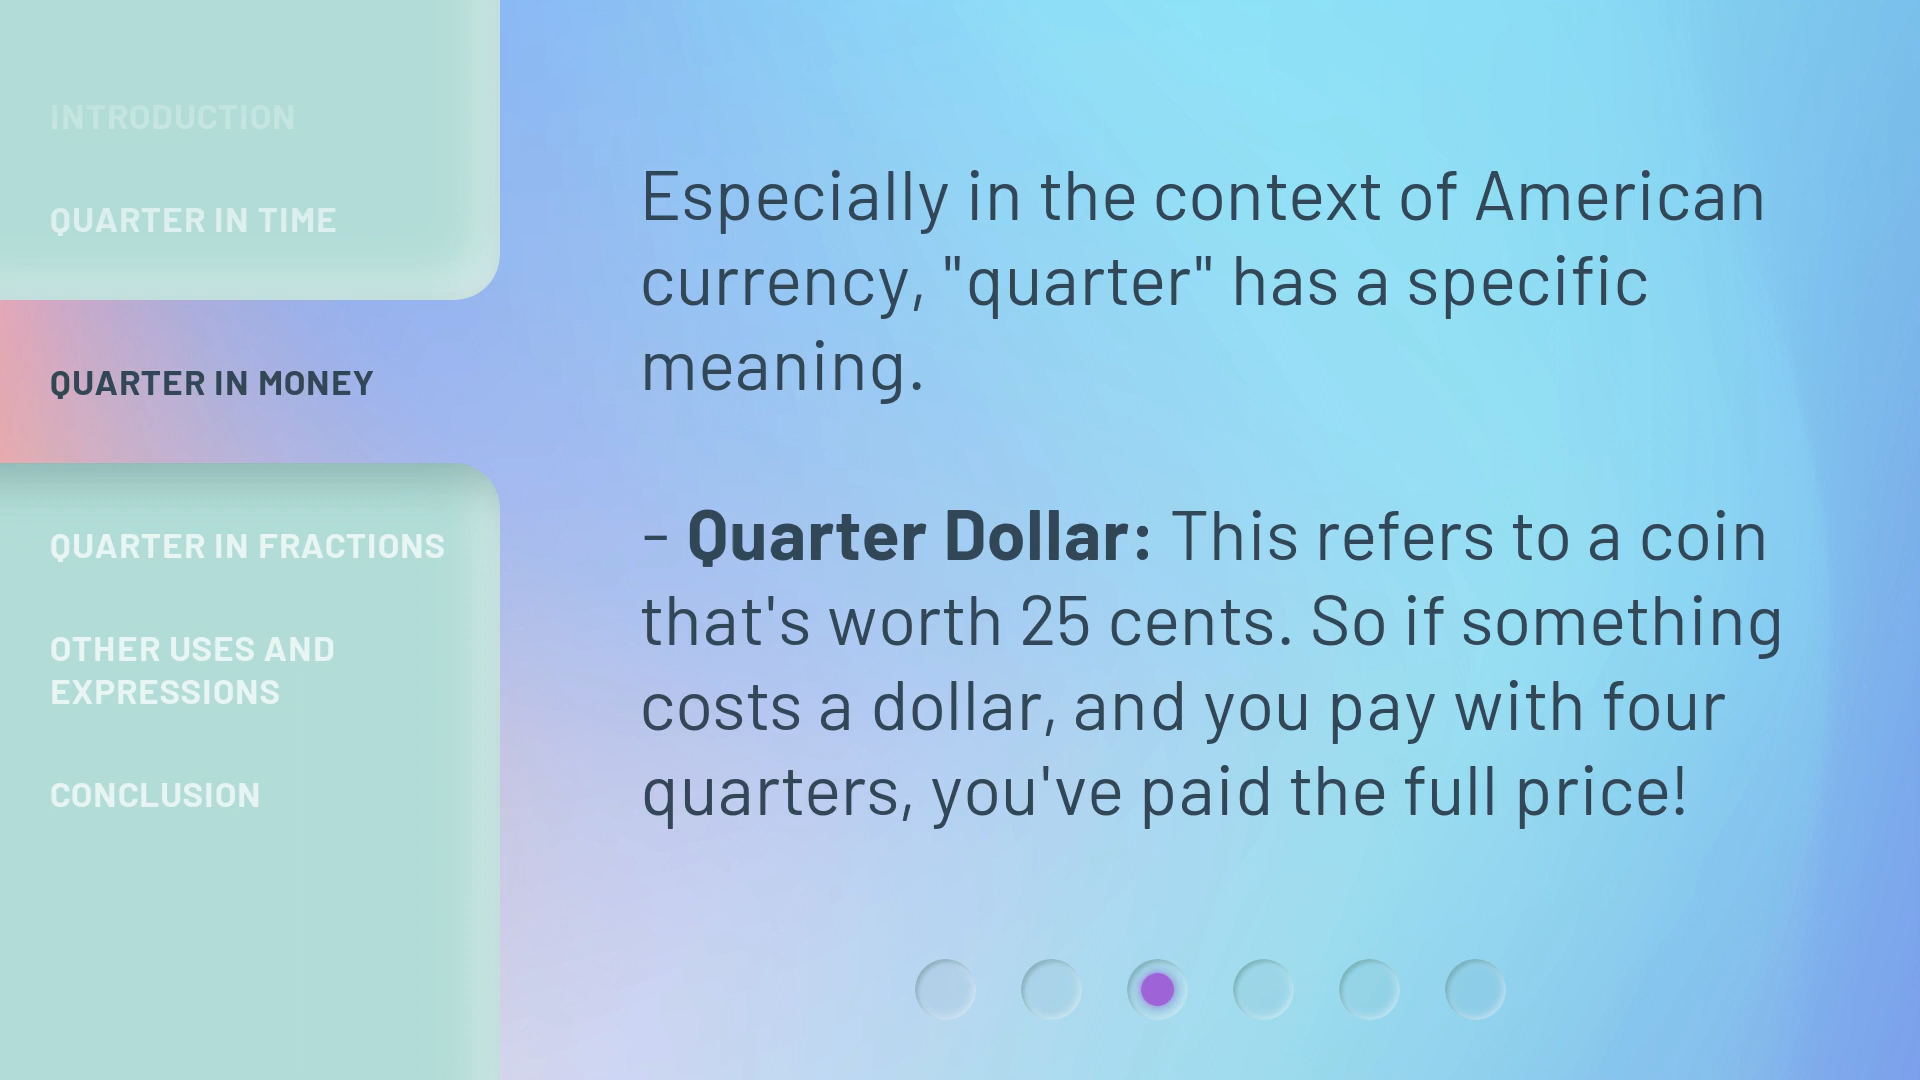 INTRODUCTION
QUARTER IN TIME
QUARTER IN MONEY
QUARTER IN FRACTIONS
OTHER USES AND
EXPRESSIONS
CONCLUSION
Especially in the context of American
currency, "quarter" has a specific
meaning.
- Quarter Dollar: This refers to a coin
that's worth 25 cents. So if something
costs a dollar, and you pay with four
quarters, you've paid the full price!